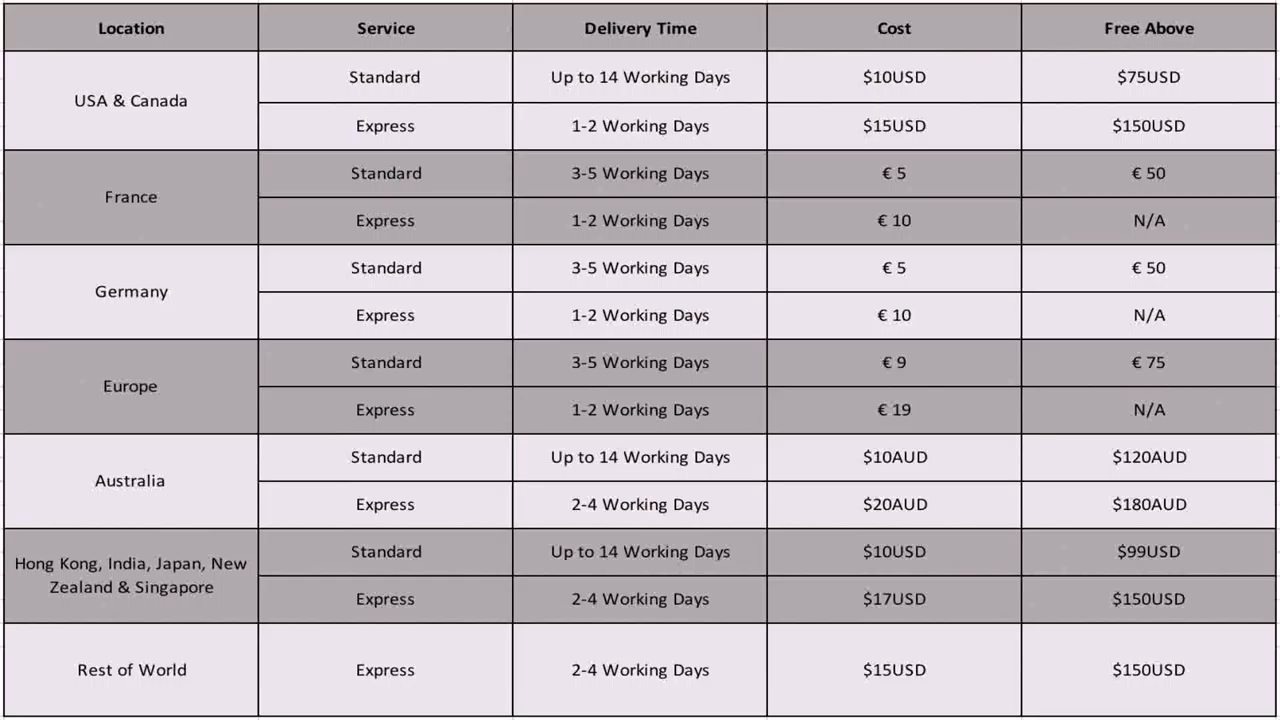 Location Service Delivery Time Cost Free Above
USA & Canada
Standard Up to 14 Working Days $10USD $75USD
Express 1-2 Working Days $15USD $150USD
France
Standard 3-5 Working Days € 5 € 50
Express 1-2 Working Days € 10 N/A
Germany
Standard 3-5 Working Days € 5 € 50
Express 1-2 Working Days € 10 N/A
Europe
Standard 3-5 Working Days € 9 € 75
Express 1-2 Working Days € 19 N/A
Australia
Standard Up to 14 Working Days $10AUD $120AUD
Express 2-4 Working Days $20AUD $180AUD
Hong Kong, India, Japan, New
Zealand & Singapore
Standard Up to 14 Working Days $10USD $99USD
Express 2-4 Working Days $17USD $150USD
Rest of World Express 2-4 Working Days $15USD $150USD